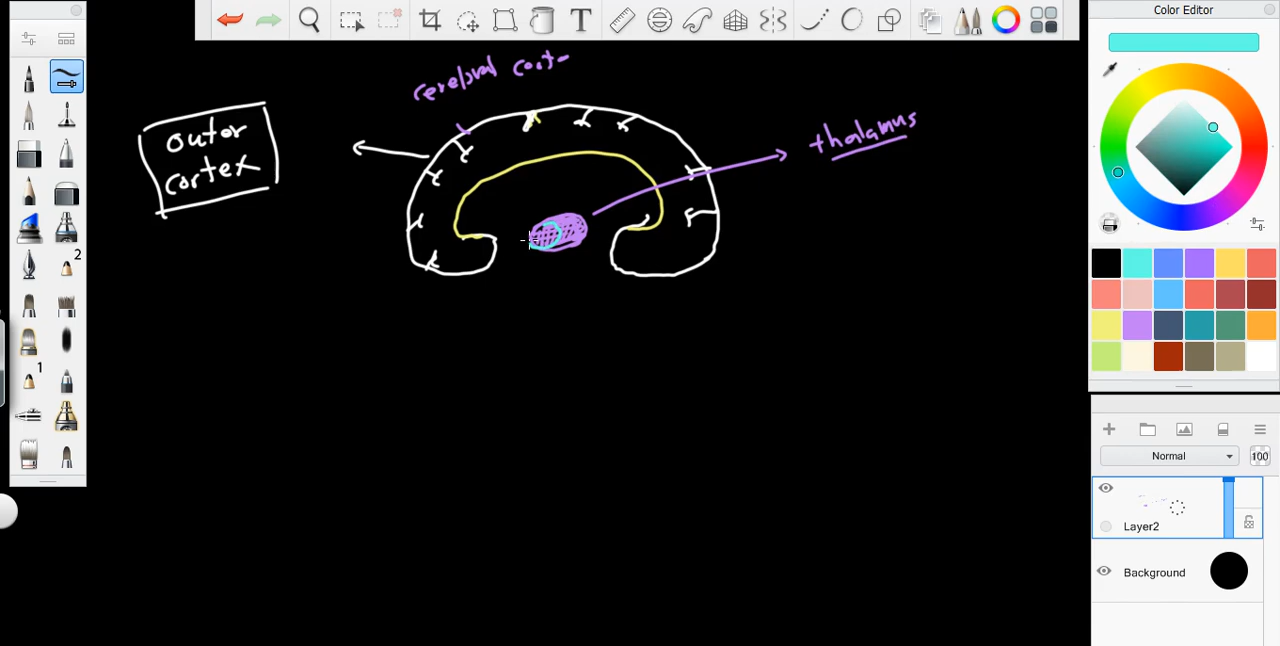 Color Editor
cerebral cort
outer
cortex
thalamus
2
1
Normal
100
Layer2
Background